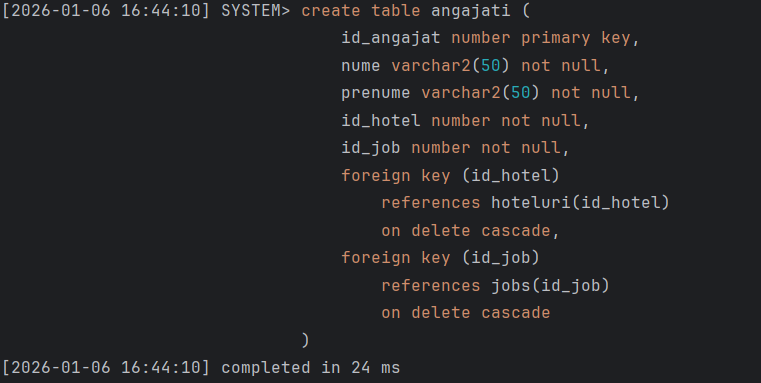 [2026-01-06 16:44:10] SYSTEM> create table angajati (
id_angajat number primary key,
nume varchar2(50) not null,
prenume varchar2(50) not null,
id_hotel number not null,
id_job number not null,
foreign key (id_hotel)
references hoteluri(id_hotel)
on delete cascade,
foreign key (id_job)
references jobs(id_job)
on delete cascade
)
[2026-01-06 16:44:10] completed in 24 ms